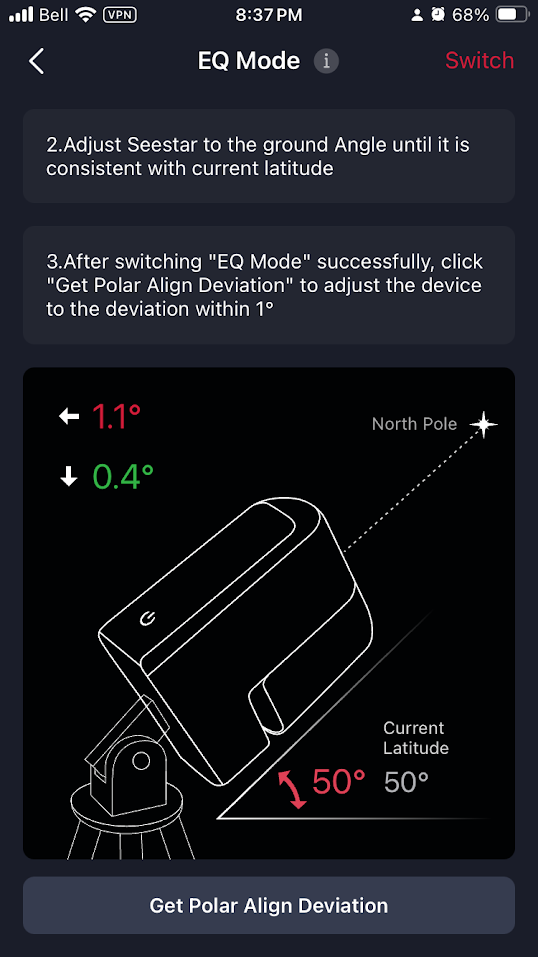 Bell VPN 8:37 PM 68%
EQ Mode i Switch
2.Adjust Seestar to the ground Angle until it is
consistent with current latitude
3.After switching "EQ Mode" successfully, click
"Get Polar Align Deviation" to adjust the device
to the deviation within 1°
1.1°
North Pole
0.4°
Current
Latitude
50° 50°
Get Polar Align Deviation